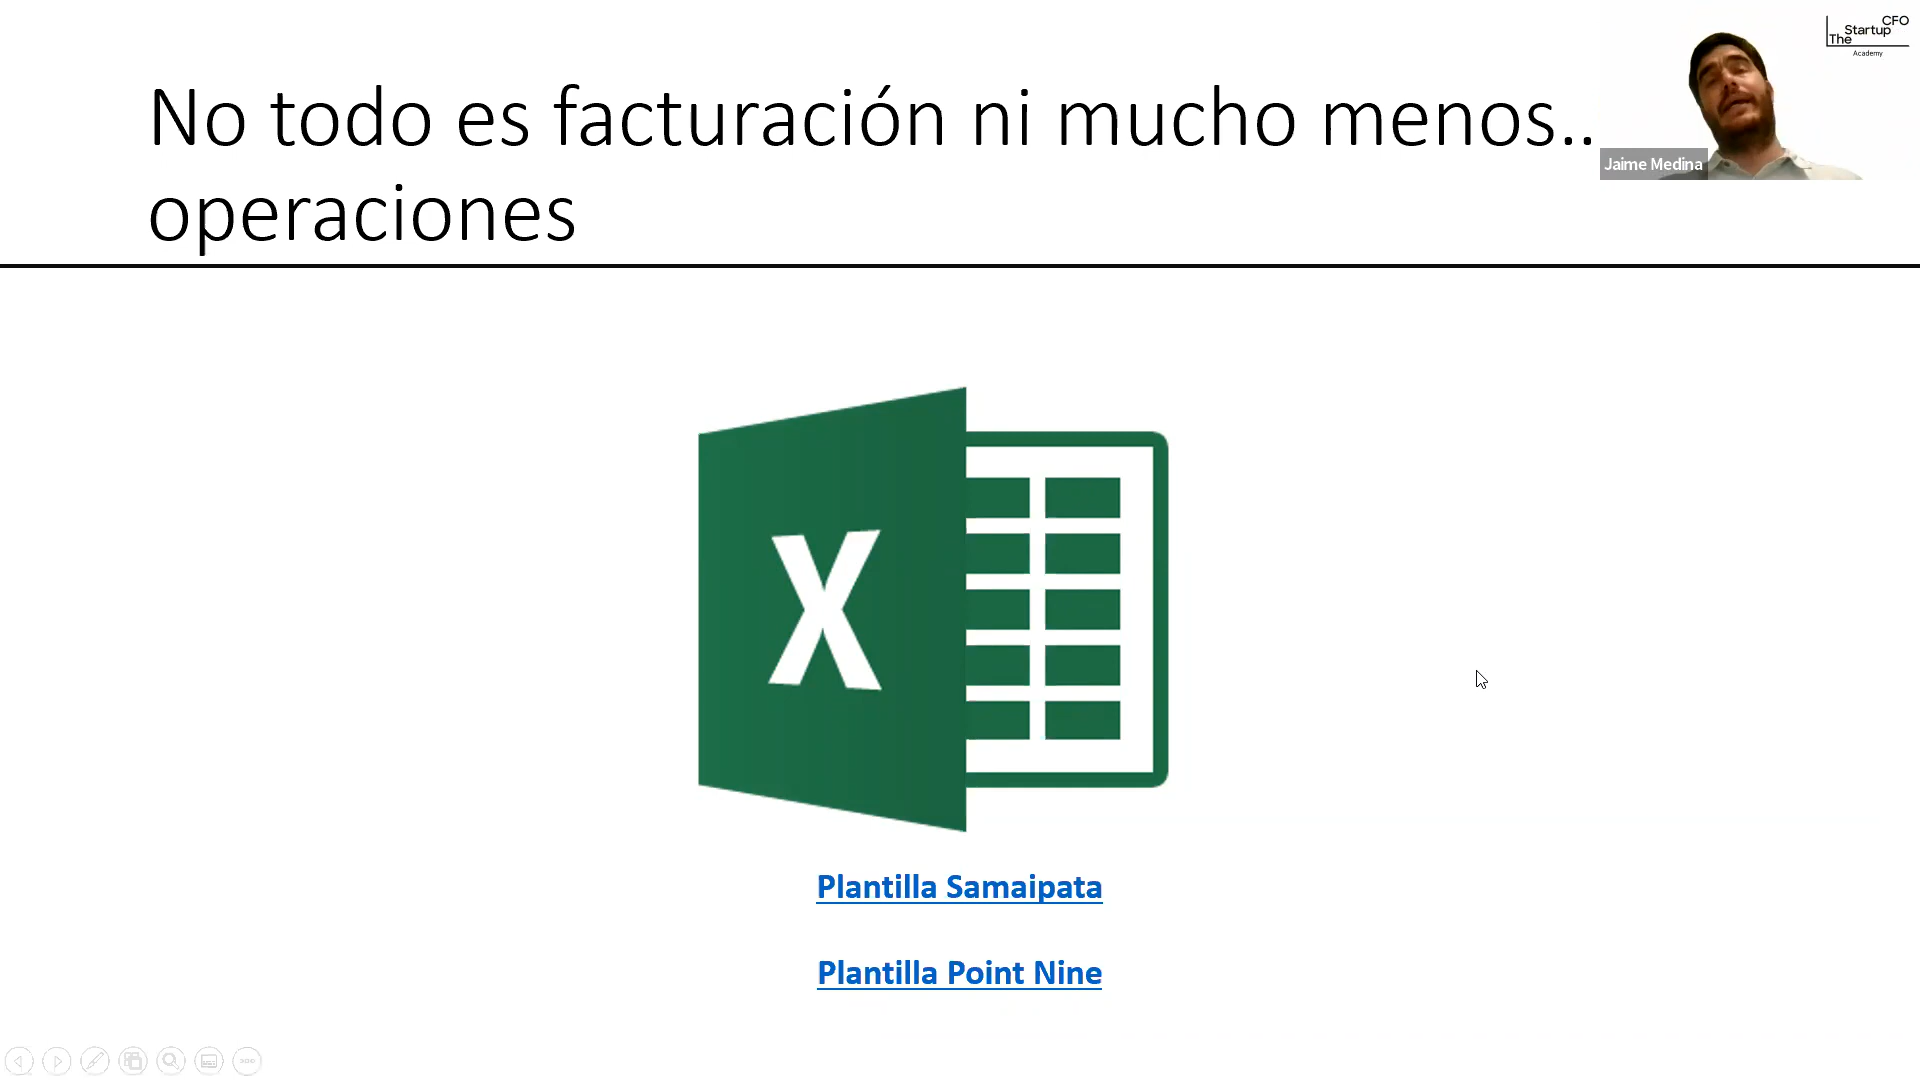 No todo es facturación ni mucho menos..
operaciones
The Startup CFO
Academy
Jaime Medina
X
Plantilla Samaipata
Plantilla Point Nine